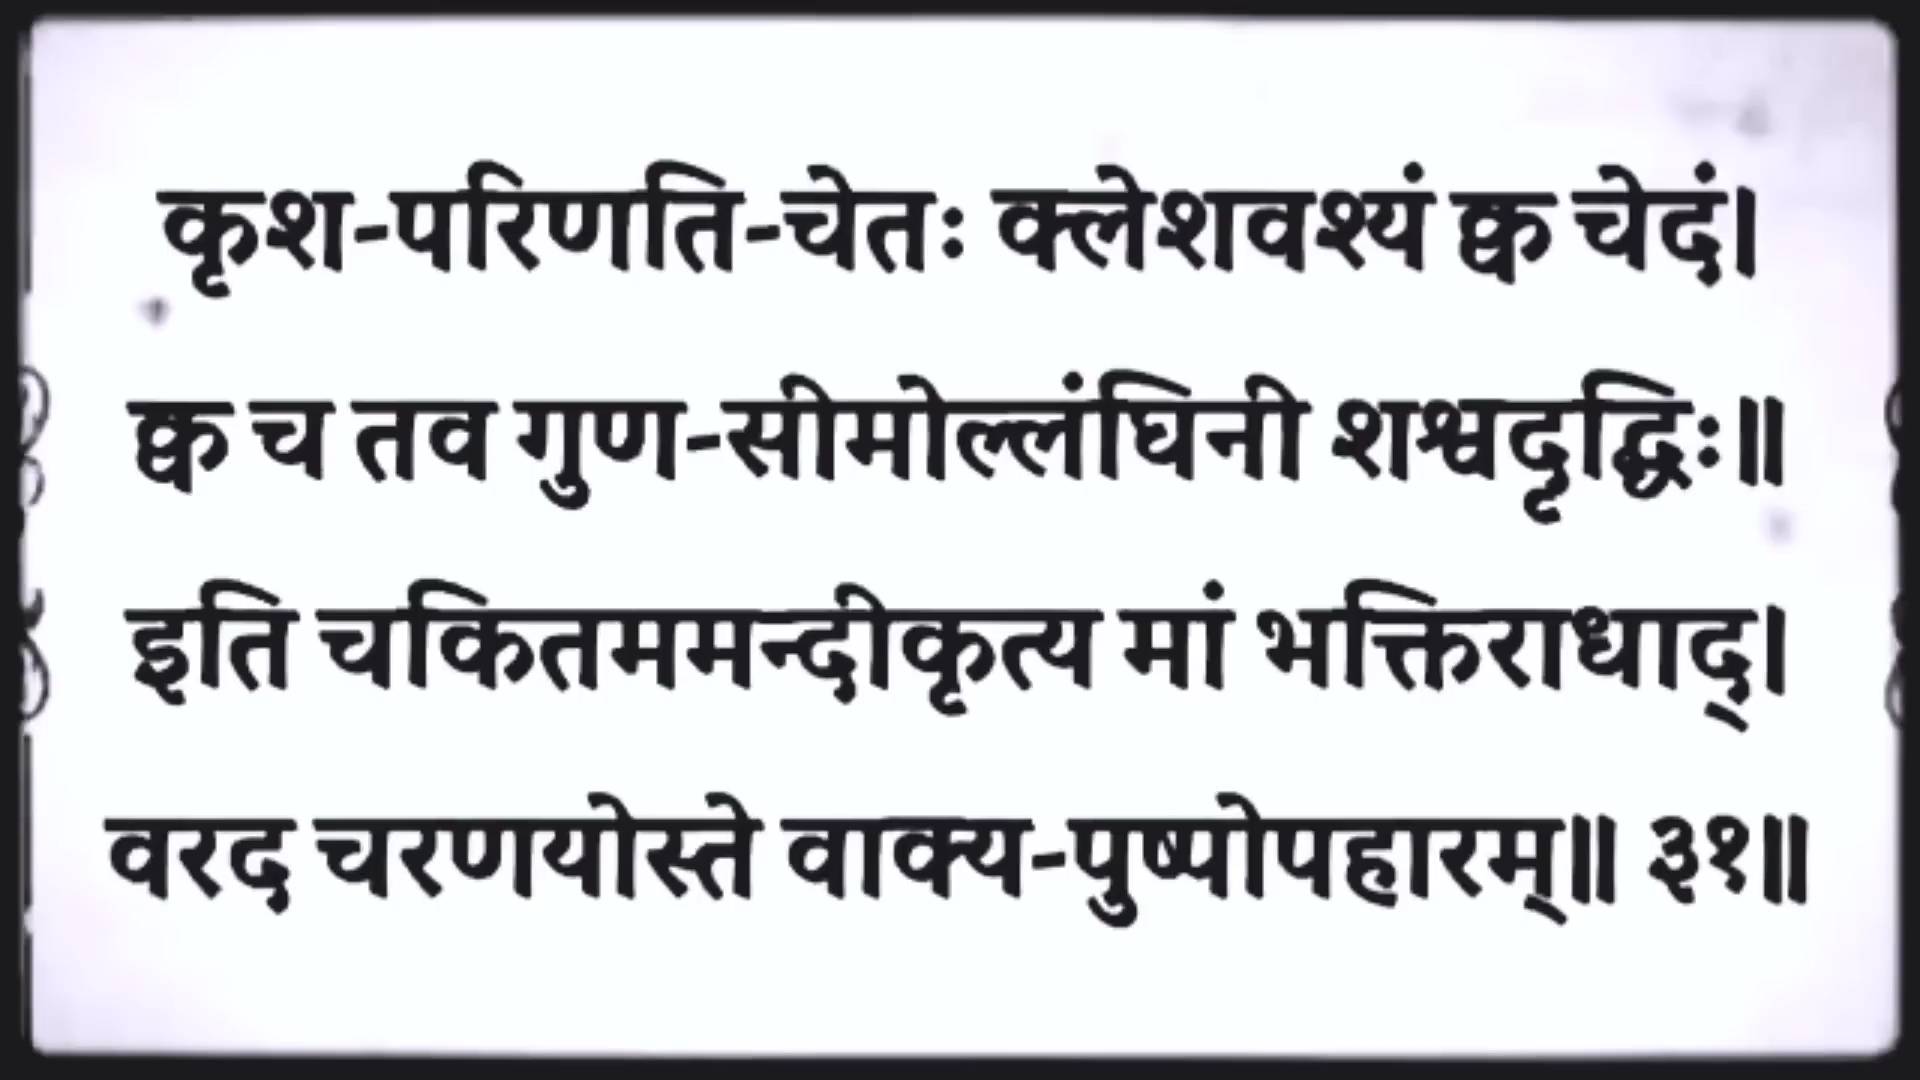 कृश-परिणति-चेतः क्लेशवश्यं क्व चेदं।
क्व च तव गुण-सीमोल्लंघिनी शश्वदृद्धिः॥
इति चकितममन्दीकृत्य मां भक्तिराधाद्।
वरद चरणयोस्ते वाक्य-पुष्पोपहारम्॥ ३१॥